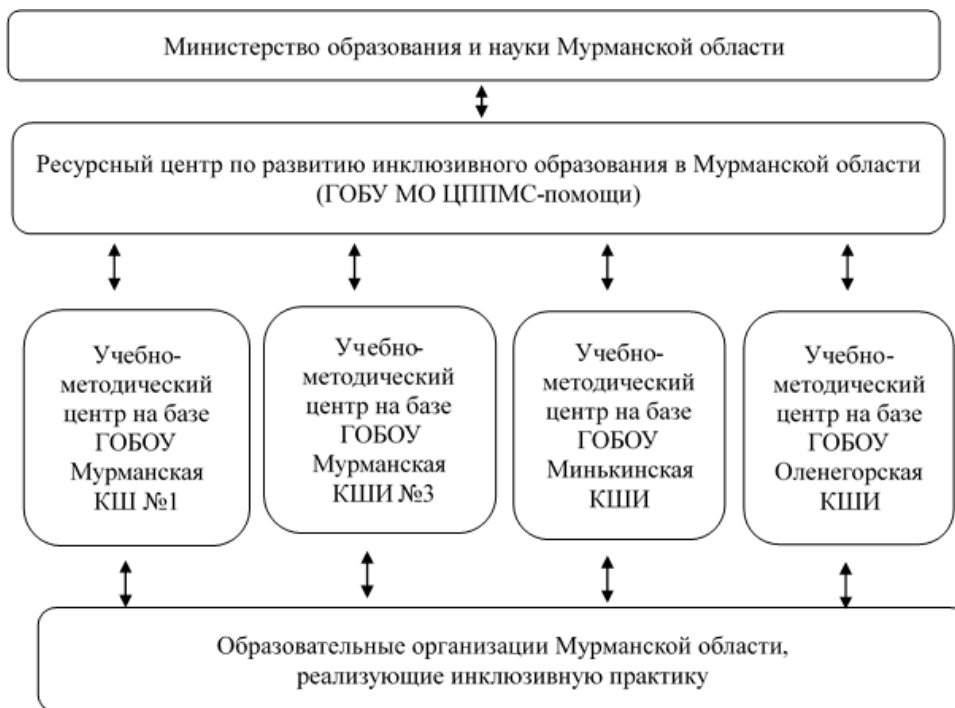 Министерство образования и науки Мурманской области
Ресурсный центр по развитию инклюзивного образования в Мурманской области
(ГОБУ МО ЦППМС-помощи)
Учебно-
методический
центр на базе
ГОБОУ
Мурманская
КШ №1
Учебно-
методический
центр на базе
ГОБОУ
Мурманская
КШИ №3
Учебно-
методический
центр на базе
ГОБОУ
Минькинская
КШИ
Учебно-
методический
центр на базе
ГОБОУ
Оленегорская
КШИ
Образовательные организации Мурманской области,
реализующие инклюзивную практику